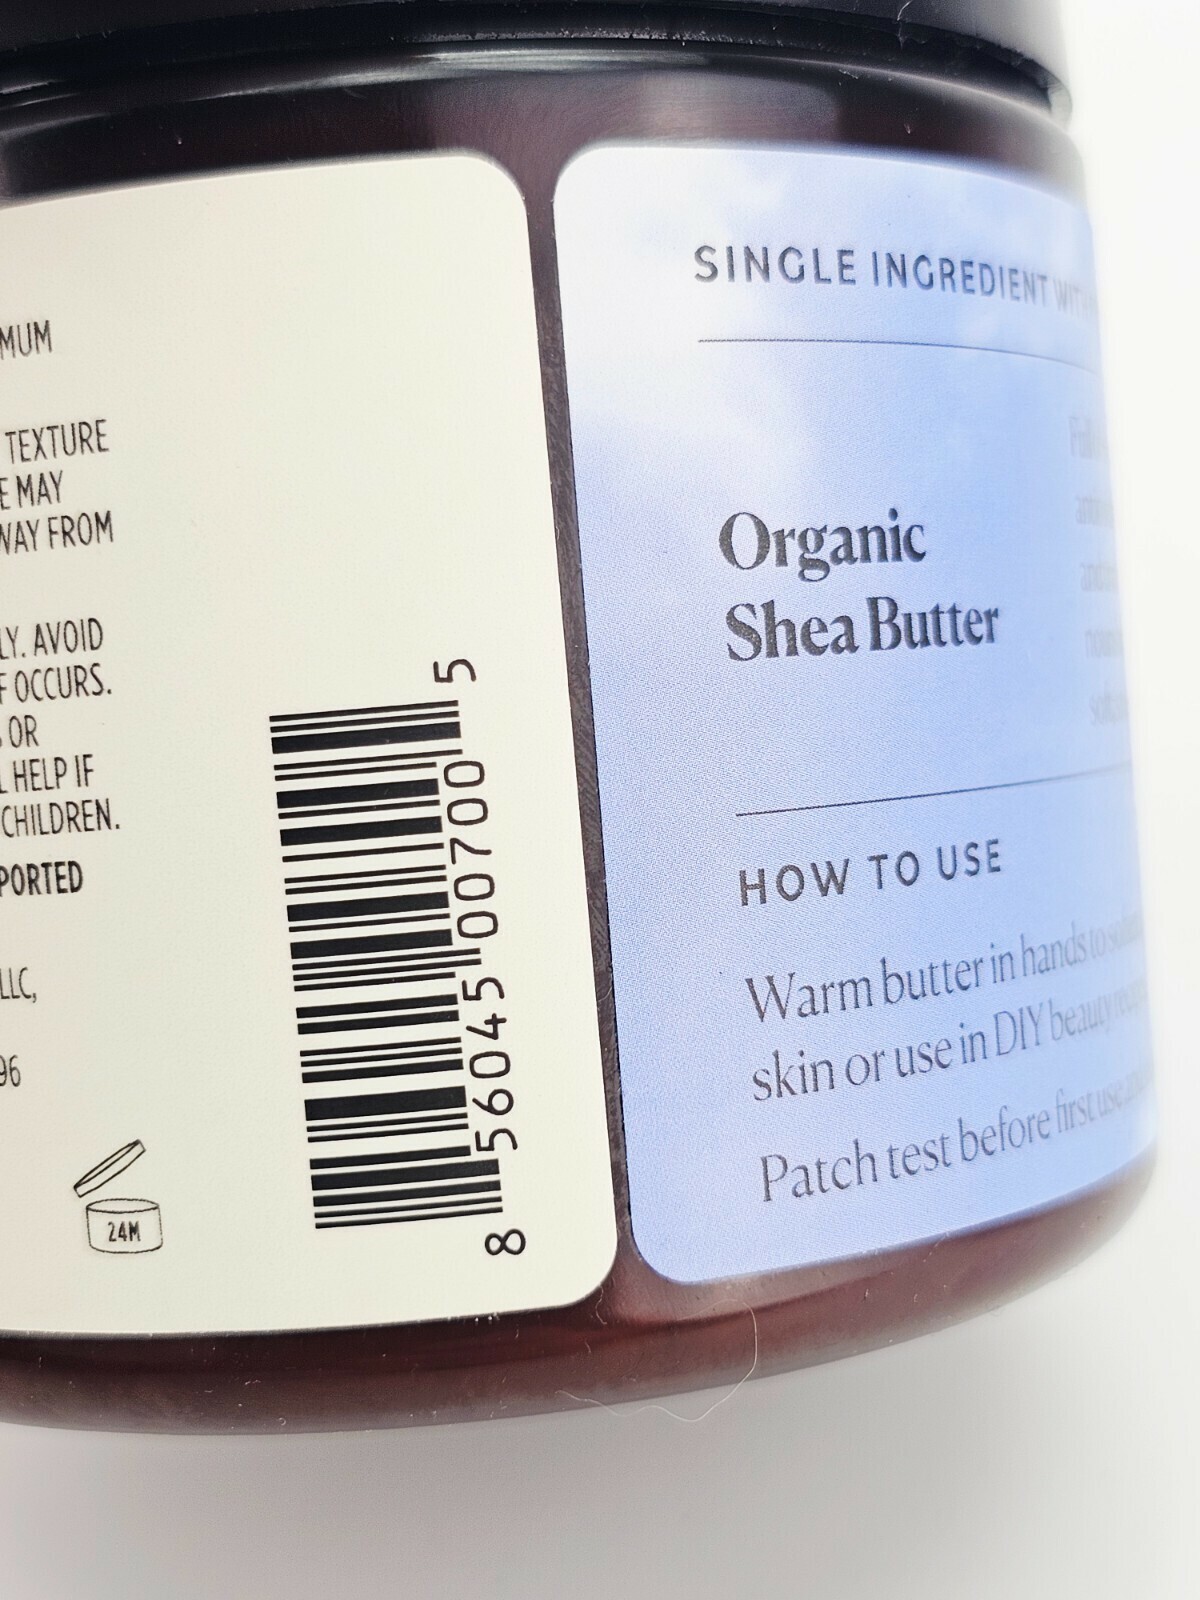 MUM
TEXTURE
E MAY
WAY FROM
LY. AVOID
F OCCURS.
OR
HELP IF
CHILDREN.
PORTED
LLC,
96
24M
8 56045 00700 5
SINGLE INGREDIENT WITH
Organic
Shea Butter
HOW TO USE
Warm butter in hands to
skin or use in DIY beauty
Patch test before first use